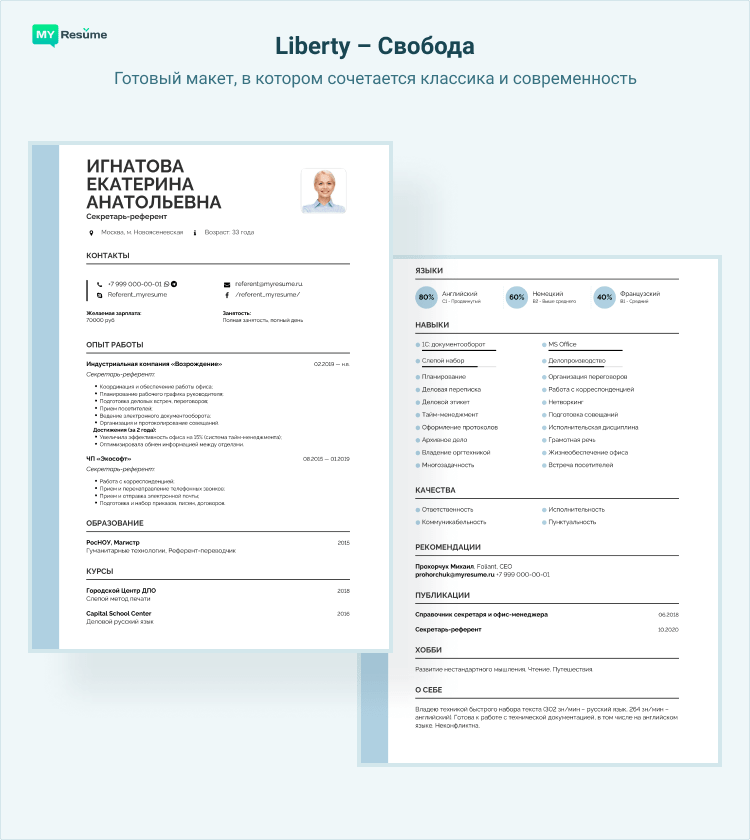 MY Resume
Liberty – Свобода
Готовый макет, в котором сочетается классика и современность
ИГНАТОВА
ЕКАТЕРИНА
АНАТОЛЬЕВНА
Секретарь-референт
Москва, м. Новоясеневская Возраст: 33 года
КОНТАКТЫ
+7 999 000-00-01 referent@myresume.ru
Referent_myresume /myresume/
Желаемая зарплата: Занятость:
70000 руб Полная занятость, полный день
ОПЫТ РАБОТЫ
Индустриальная компания «Возрождение» 02.2019 — н.в.
Секретарь-референт:
Координация и обеспечение работы офиса;
Планирование рабочего графика руководителя;
Подготовка деловых встреч, переговоров;
Прием посетителей;
Ведение электронного документооборота;
Организация и протоколирование совещаний.
Достижения (за 2 года):
Увеличила эффективность офиса на 15% (система тайм-менеджмента);
Оптимизировала обмен информацией между отделами.
ЧП «Экософт» 08.2015 — 01.2019
Секретарь-референт:
Работа с корреспонденцией;
Прием и перенаправление телефонных звонков;
Прием и отправка электронной почты;
Подготовка и набор приказов, писем, договоров.
ОБРАЗОВАНИЕ
РосНОУ, Магистр 2015
Гуманитарные технологии, Референт-переводчик
КУРСЫ
Городской Центр ДПО 2018
Слепой метод печати
Capital School Center 2016
Деловой русский язык
ЯЗЫКИ
80% Английский 60% Немецкий 40% Французский
C1 - Продвинутый B2 - Выше среднего B1 - Средний
НАВЫКИ
1С: документооборот MS Office
Слепой набор Делопроизводство
Планирование Организация переговоров
Деловая переписка Работа с корреспонденцией
Деловой этикет Нетворкинг
Тайм-менеджмент Подготовка совещаний
Оформление протоколов Исполнительская дисциплина
Архивное дело Грамотная речь
Владение оргтехникой Жизнеобеспечение офиса
Многозадачность Встреча посетителей
КАЧЕСТВА
Ответственность Исполнительность
Коммуникабельность Пунктуальность
РЕКОМЕНДАЦИИ
Прохорчук Михаил, Foliant, CEO
prohorchuk@myresume.ru +7 999 000-00-01
ПУБЛИКАЦИИ
Справочник секретаря и офис-менеджера 06.2018
Секретарь-референт 10.2020
ХОББИ
Развитие нестандартного мышления, Чтение, Путешествия
О СЕБЕ
Владею техникой быстрого набора текста (302 зн/мин – русский язык, 264 зн/мин –
английский). Готова к работе с технической документацией, в том числе на английском
языке. Неконфликтна.